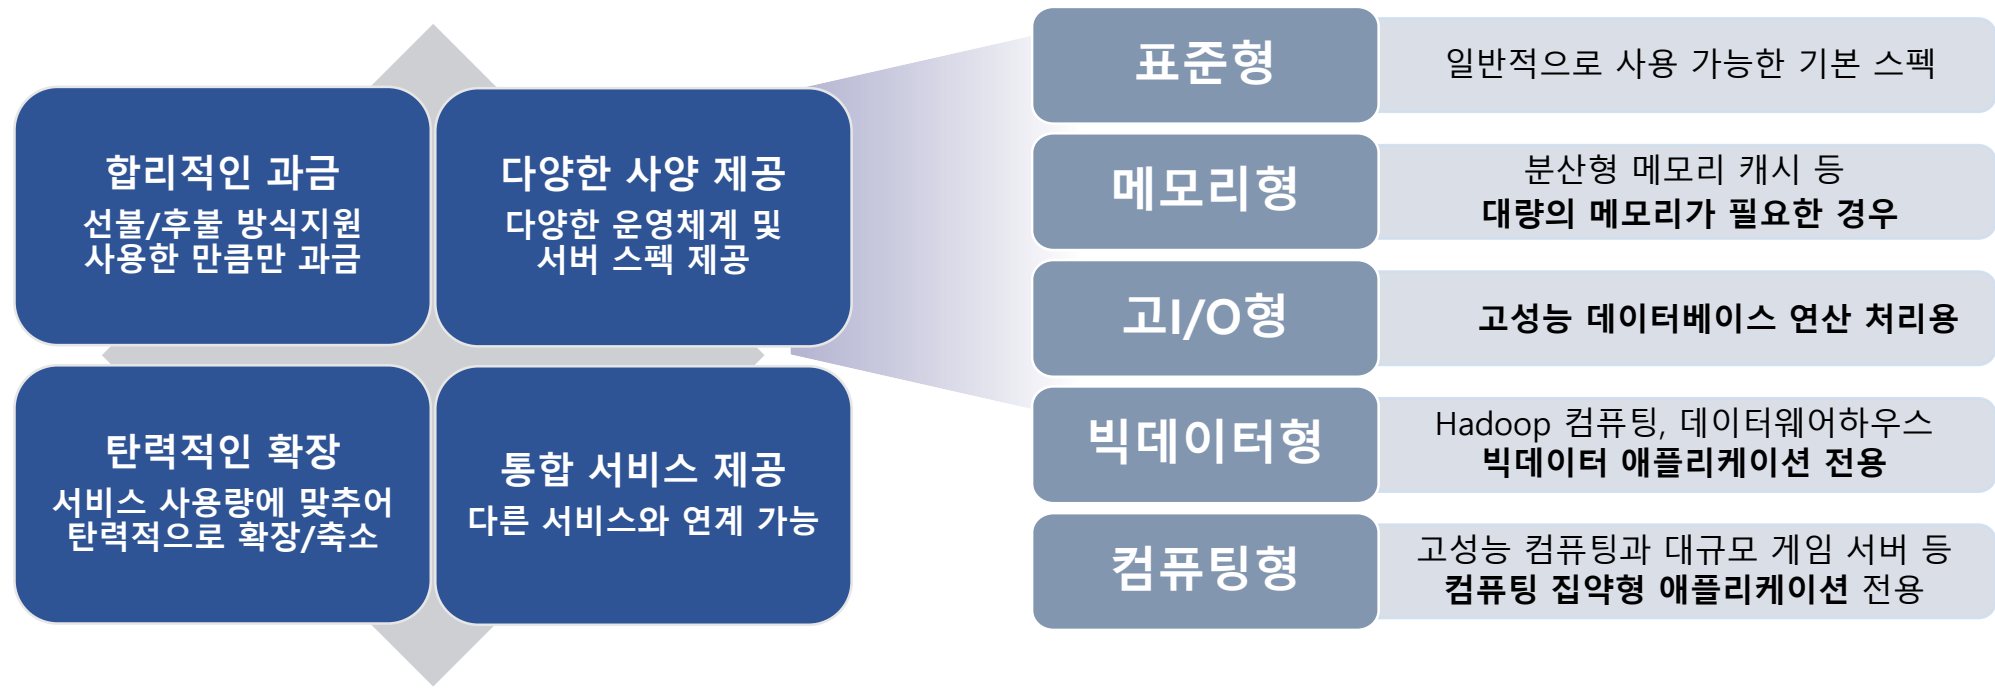 합리적인 과금
선불/후불 방식지원
사용한 만큼만 과금
다양한 사양 제공
다양한 운영체계 및
서버 스펙 제공
탄력적인 확장
서비스 사용량에 맞추어
탄력적으로 확장/축소
통합 서비스 제공
다른 서비스와 연계 가능
표준형
일반적으로 사용 가능한 기본 스펙
메모리형
분산형 메모리 캐시 등
대량의 메모리가 필요한 경우
고I/O형
고성능 데이터베이스 연산 처리용
빅데이터형
Hadoop 컴퓨팅, 데이터웨어하우스
빅데이터 애플리케이션 전용
컴퓨팅형
고성능 컴퓨팅과 대규모 게임 서버 등
컴퓨팅 집약형 애플리케이션 전용